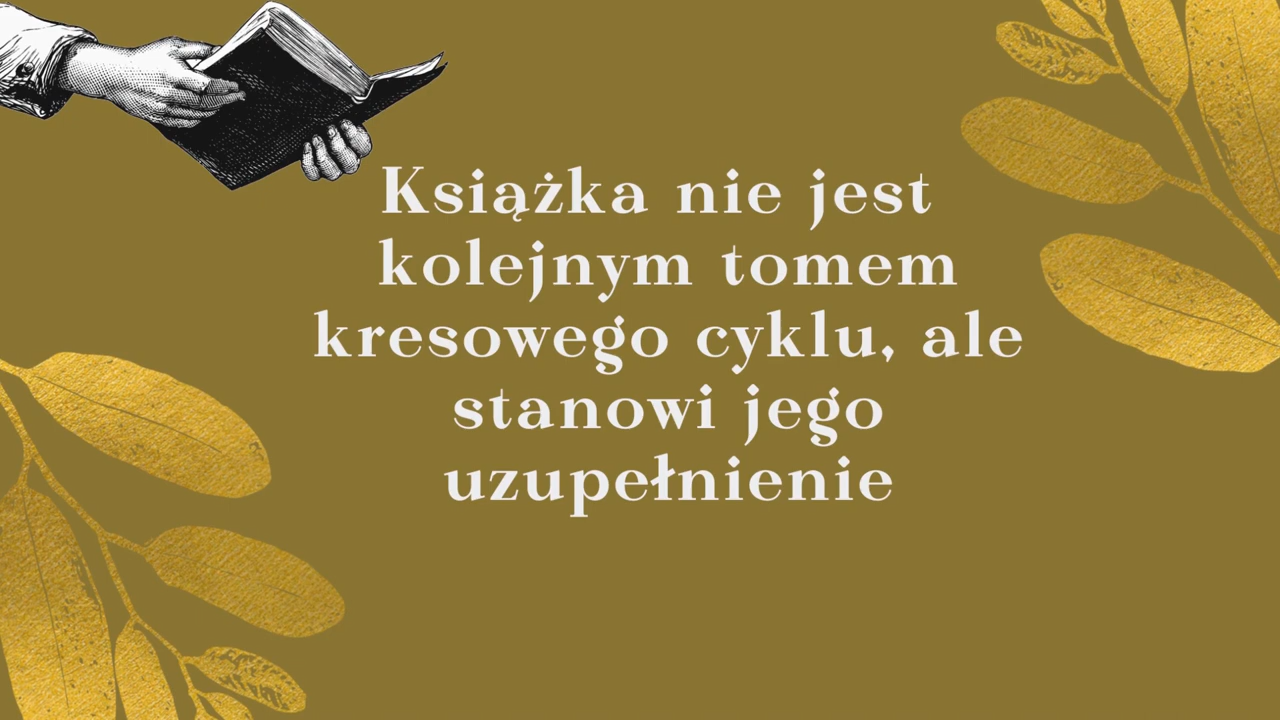 Książka nie jest
kolejnym tomem
kresowego cyklu, ale
stanowi jego
uzupełnienie